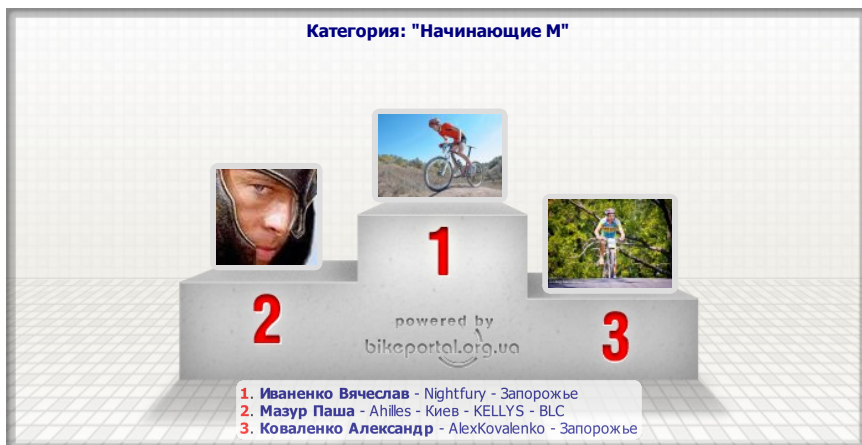 Категория: "Начинающие М"
1
2
3
powered by
bikeportal.org.ua
1. Иваненко Вячеслав - Nightfury - Запорожье
2. Мазур Паша - Ahilles - Киев - KELLYS - BLC
3. Коваленко Александр - AlexKovalenko - Запорожье